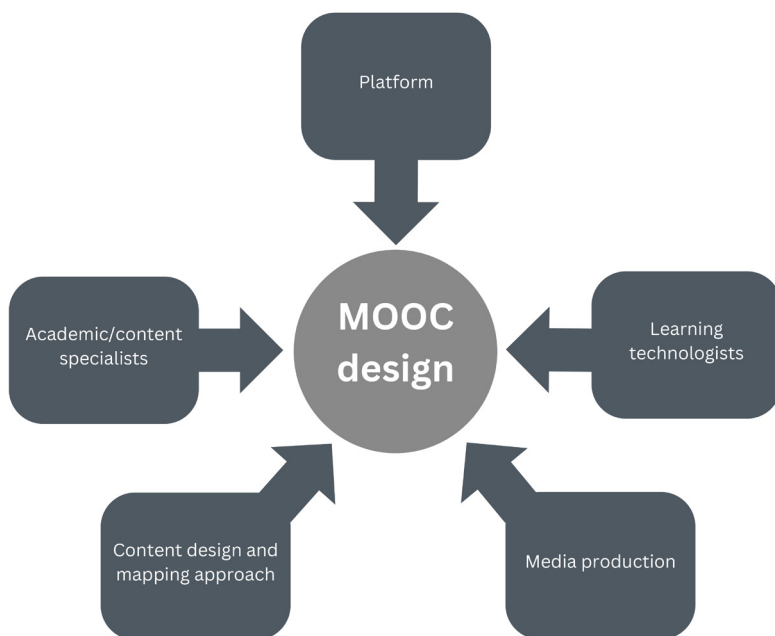 Platform
MOOC
design
Academic/content
specialists
Learning
technologists
Content design and
mapping approach
Media production